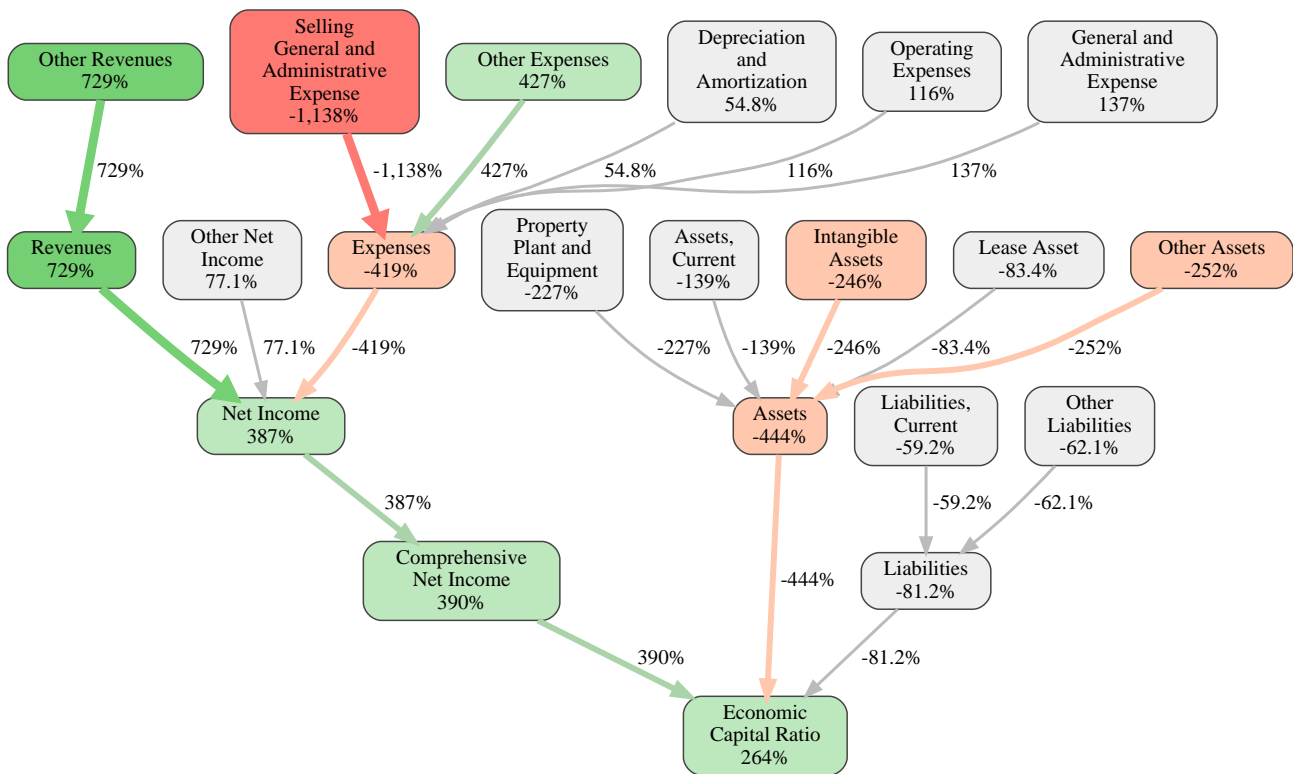 Other Revenues
729%
Selling
General and
Administrative
Expense
-1,138%
Other Expenses
427%
Depreciation
and
Amortization
54.8%
Operating
Expenses
116%
General and
Administrative
Expense
137%
729%
-1,138%
427%
54.8%
116%
137%
Revenues
729%
Other Net
Income
77.1%
Expenses
-419%
Property
Plant and
Equipment
-227%
Assets,
Current
-139%
Intangible
Assets
-246%
Lease Asset
-83.4%
Other Assets
-252%
729%
77.1%
-419%
-227%
-139%
-246%
-83.4%
-252%
Net Income
387%
Assets
-444%
Liabilities,
Current
-59.2%
Other
Liabilities
-62.1%
387%
-59.2%
-62.1%
Comprehensive
Net Income
390%
-444%
Liabilities
-81.2%
390%
-81.2%
Economic
Capital Ratio
264%